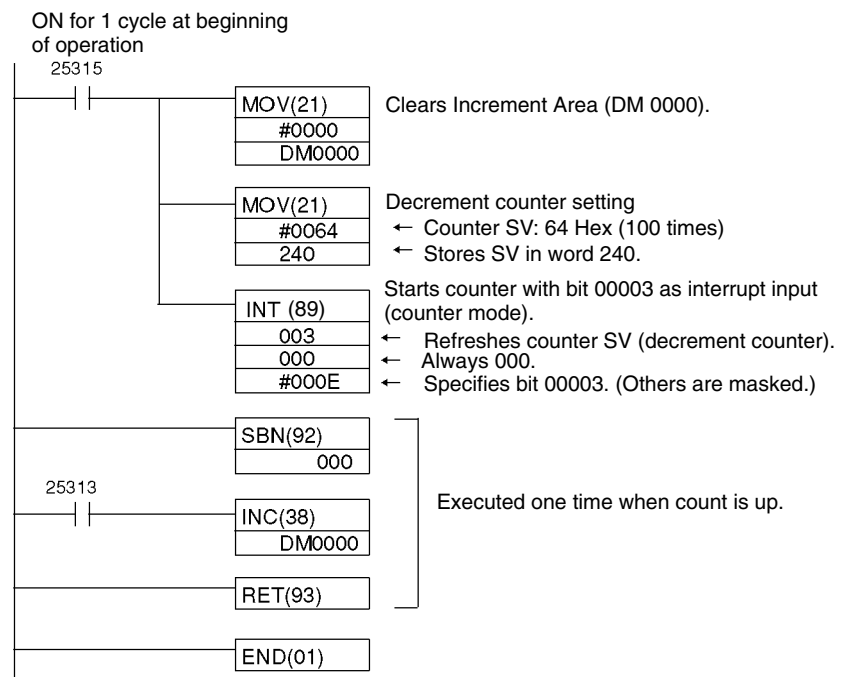 ON for 1 cycle at beginning
of operation
25315
MOV(21)
#0000
DM0000
Clears Increment Area (DM 0000).
MOV(21)
#0064
240
Decrement counter setting
← Counter SV: 64 Hex (100 times)
← Stores SV in word 240.
INT (89)
003
000
#000E
Starts counter with bit 00003 as interrupt input
(counter mode).
← Refreshes counter SV (decrement counter).
← Always 000.
← Specifies bit 00003. (Others are masked.)
SBN(92)
000
25313
INC(38)
DM0000
Executed one time when count is up.
RET(93)
END(01)